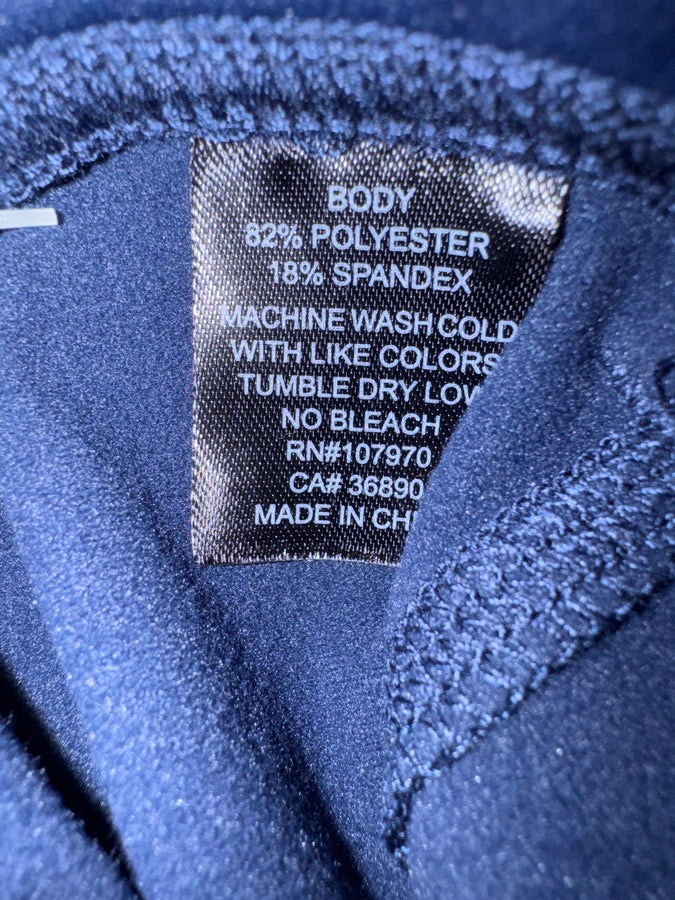 BODY
82% POLYESTER
18% SPANDEX
MACHINE WASH COLD
WITH LIKE COLORS
TUMBLE DRY LOW
NO BLEACH
RN#107970
CA# 36890
MADE IN